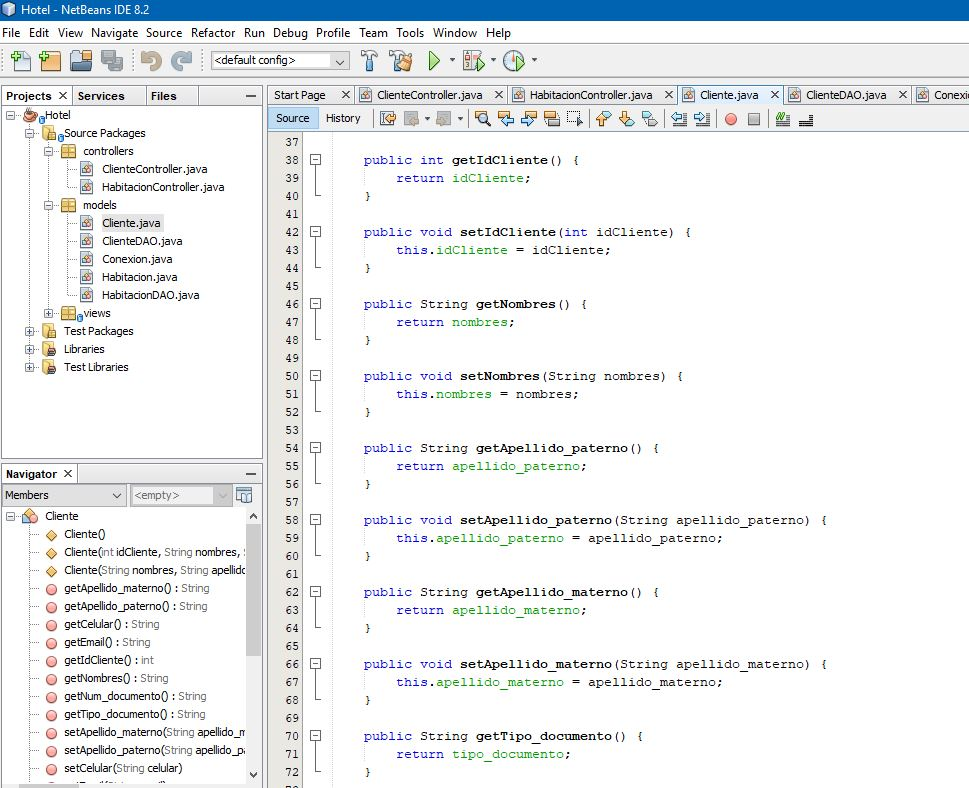 Hotel - NetBeans IDE 8.2
File Edit View Navigate Source Refactor Run Debug Profile Team Tools Window Help
<default config>
Projects Services Files
Hotel
Source Packages
controllers
ClienteController.java
HabitacionController.java
models
Cliente.java
ClienteDAO.java
Conexion.java
Habitacion.java
HabitacionDAO.java
views
Test Packages
Libraries
Test Libraries
Navigator
Members <empty>
Cliente
Cliente()
Cliente(int idCliente, String nombres,
Cliente(String nombres, String apellido
getApellido_materno() : String
getApellido_paterno() : String
getCelular() : String
getEmail() : String
getIdCliente() : int
getNombres() : String
getNum_documento() : String
getTipo_documento() : String
setApellido_materno(String apellido_m
setApellido_paterno(String apellido_pa
setCelular(String celular)
Start Page ClienteController.java HabitacionController.java Cliente.java ClienteDAO.java Conexi
Source History
37
38 public int getIdCliente() {
39 return idCliente;
40 }
41
42 public void setIdCliente(int idCliente) {
43 this.idCliente = idCliente;
44 }
45
46 public String getNombres() {
47 return nombres;
48 }
49
50 public void setNombres(String nombres) {
51 this.nombres = nombres;
52 }
53
54 public String getApellido_paterno() {
55 return apellido_paterno;
56 }
57
58 public void setApellido_paterno(String apellido_paterno) {
59 this.apellido_paterno = apellido_paterno;
60 }
61
62 public String getApellido_materno() {
63 return apellido_materno;
64 }
65
66 public void setApellido_materno(String apellido_materno) {
67 this.apellido_materno = apellido_materno;
68 }
69
70 public String getTipo_documento() {
71 return tipo_documento;
72 }